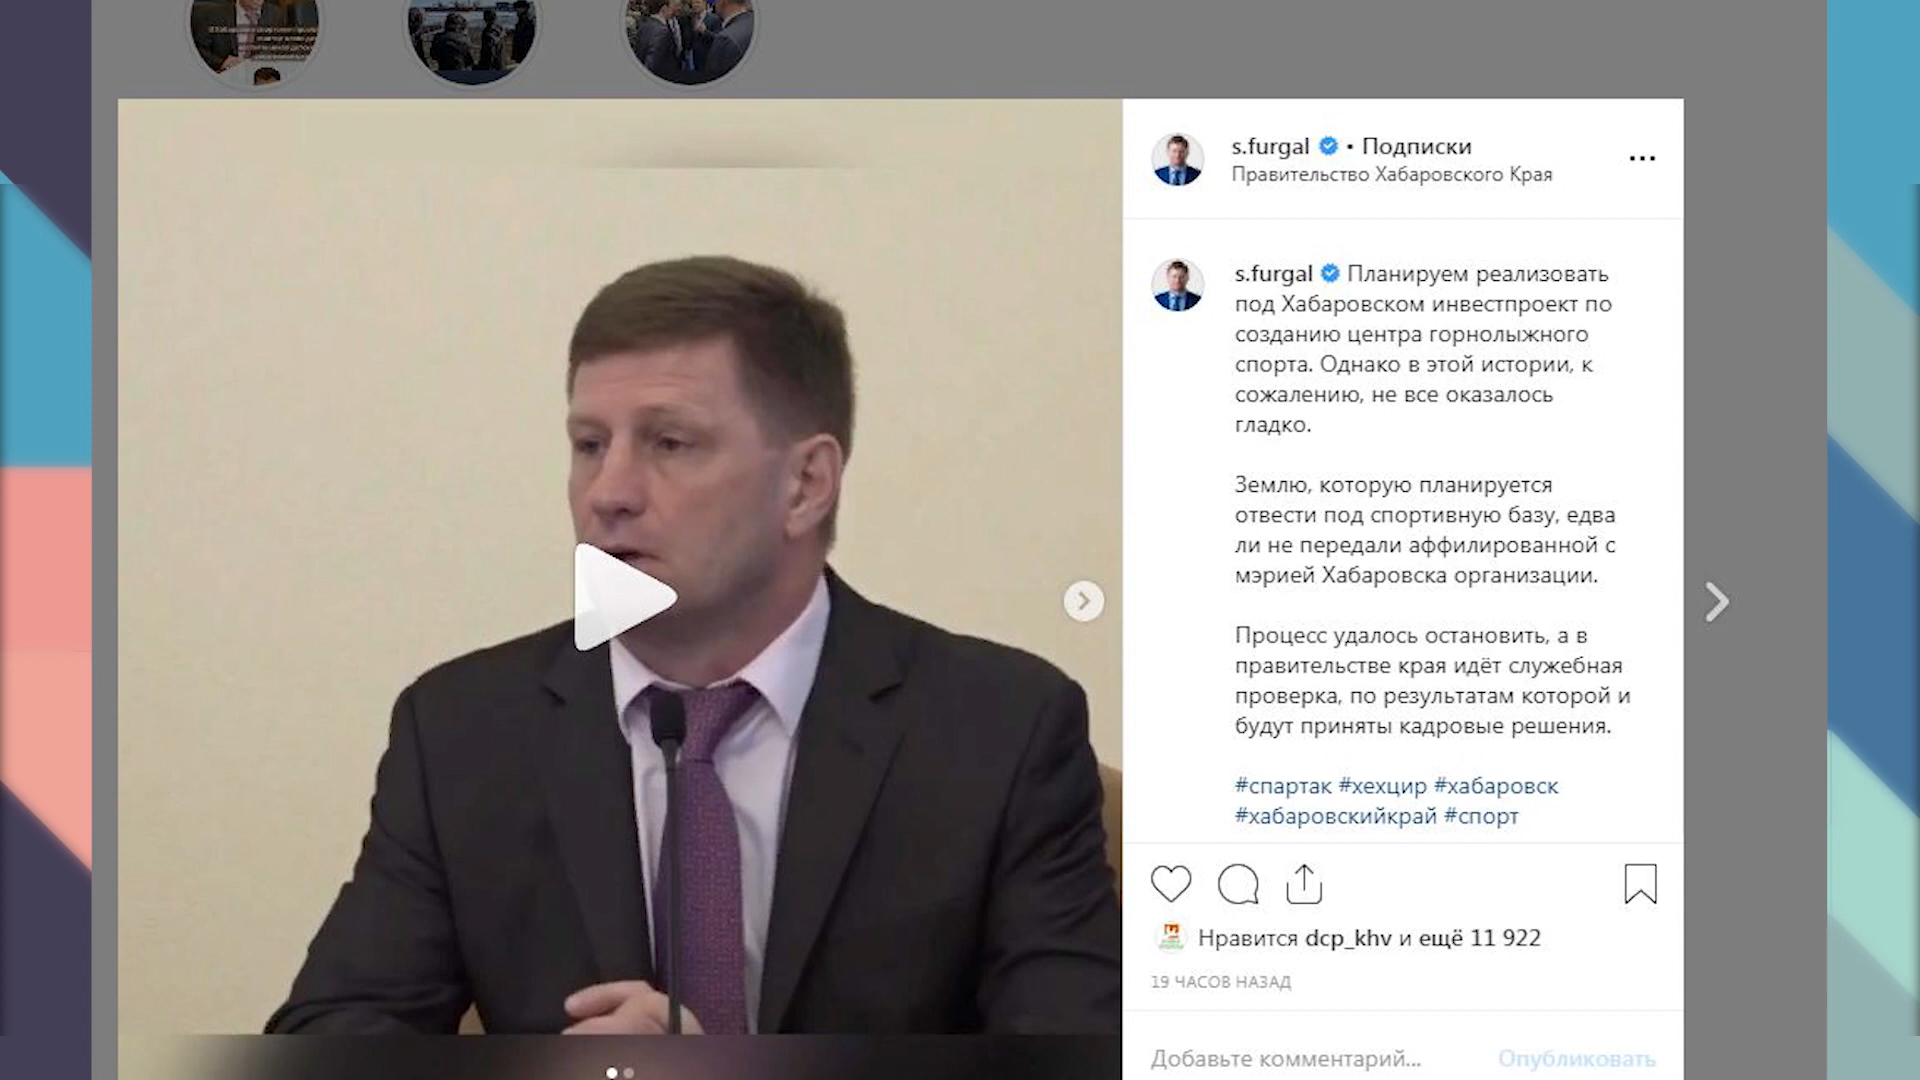 s.furgal • Подписки
Правительство Хабаровского Края
s.furgal Планируем реализовать
под Хабаровском инвестпроект по
созданию центра горнолыжного
спорта. Однако в этой истории, к
сожалению, не все оказалось
гладко.
Землю, которую планируется
отвести под спортивную базу, едва
ли не передали аффилированной с
мэрией Хабаровска организации.
Процесс удалось остановить, а в
правительстве края идёт служебная
проверка, по результатам которой и
будут приняты кадровые решения.
#спартак #хехцир #хабаровск
#хабаровскийкрай #спорт
Нравится dcp_khv и ещё 11 922
19 ЧАСОВ НАЗАД
Добавьте комментарий... Опубликовать